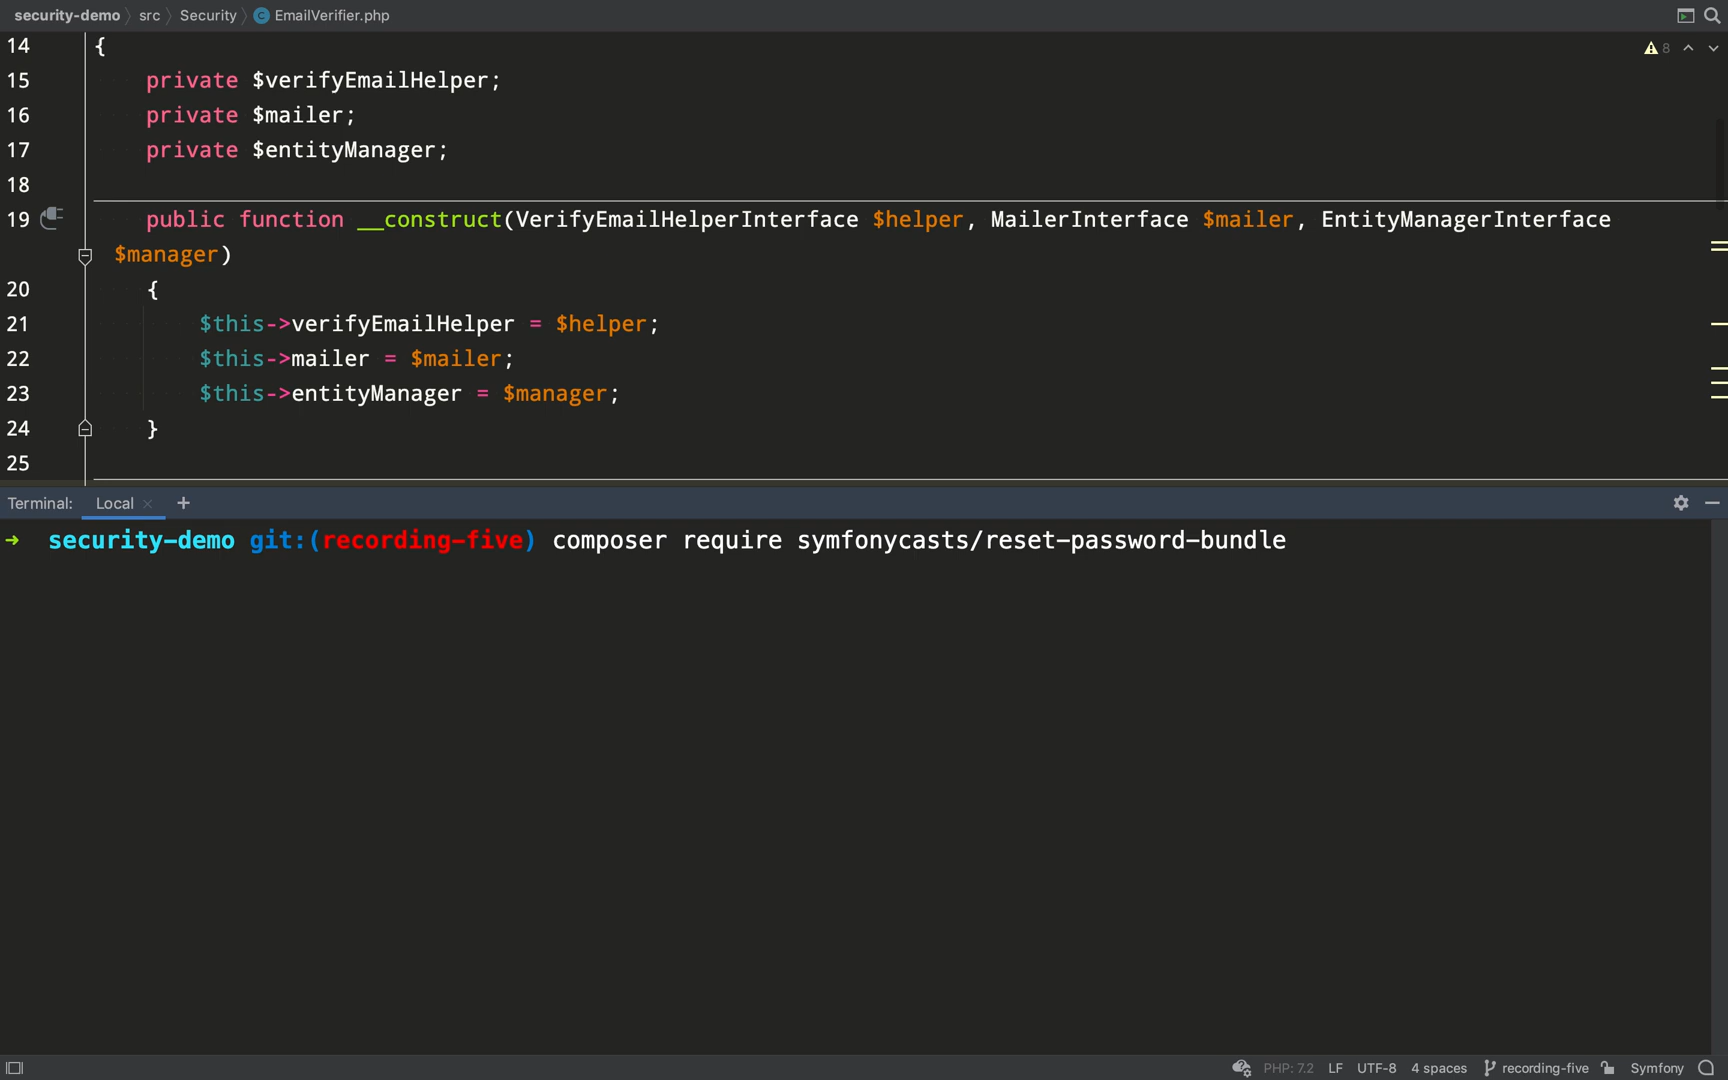 security-demo › src › Security › EmailVerifier.php
14 {
8
15 private $verifyEmailHelper;
16 private $mailer;
17 private $entityManager;
18
19 public function __construct(VerifyEmailHelperInterface $helper, MailerInterface $mailer, EntityManagerInterface
$manager)
20 {
21 $this->verifyEmailHelper = $helper;
22 $this->mailer = $mailer;
23 $this->entityManager = $manager;
24 }
25
Terminal: Local × +
→ security-demo git:(recording-five) composer require symfonycasts/reset-password-bundle
PHP: 7.2 LF UTF-8 4 spaces recording-five Symfony